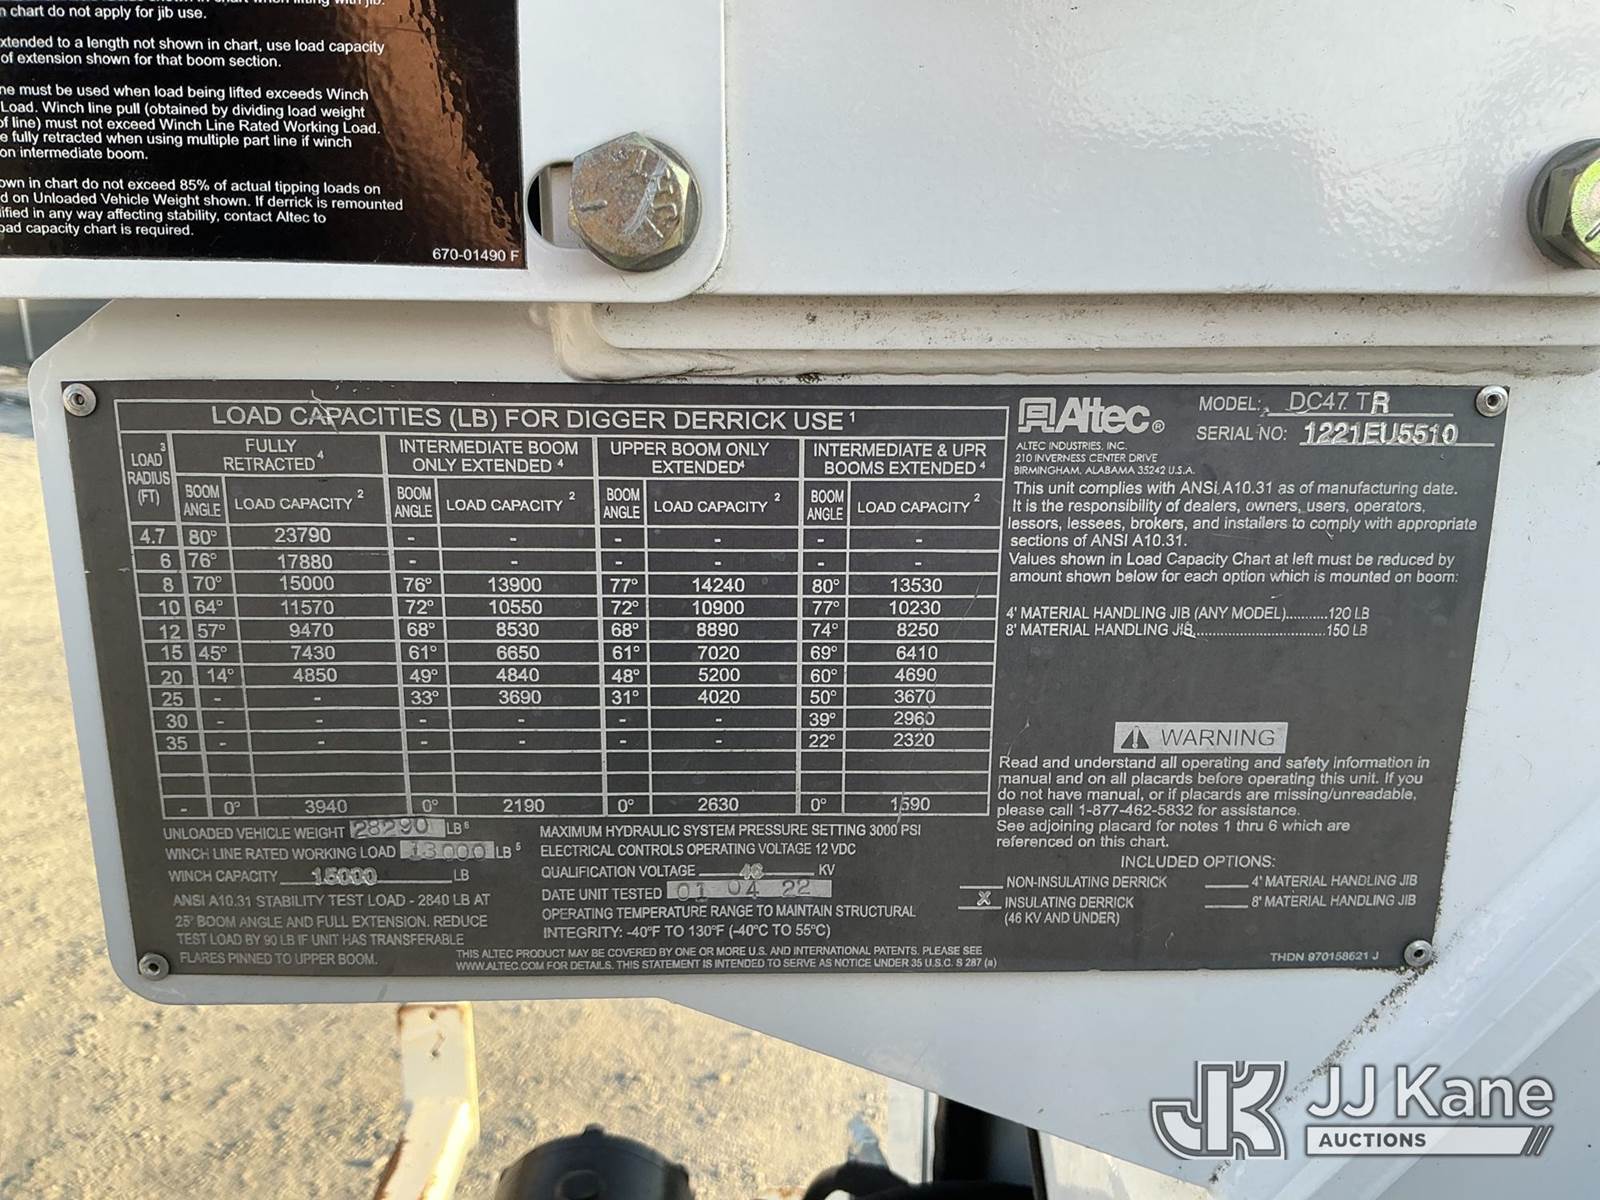 shown in chart when lifting with jib.
n chart do not apply for jib use.
xtended to a length not shown in chart, use load capacity
of extension shown for that boom section.
ne must be used when load being lifted exceeds Winch
Load. Winch line pull (obtained by dividing load weight
of line) must not exceed Winch Line Rated Working Load.
e fully retracted when using multiple part line if winch
on intermediate boom.
own in chart do not exceed 85% of actual tipping loads on
d on Unloaded Vehicle Weight shown. If derrick is remounted
ified in any way affecting stability, contact Altec to
oad capacity chart is required.
670-01490 F
LOAD CAPACITIES (LB) FOR DIGGER DERRICK USE 1
LOAD RADIUS (FT) 3
FULLY RETRACTED 4
INTERMEDIATE BOOM ONLY EXTENDED 4
UPPER BOOM ONLY EXTENDED 4
INTERMEDIATE & UPR BOOMS EXTENDED 4
BOOM ANGLE LOAD CAPACITY 2 BOOM ANGLE LOAD CAPACITY 2 BOOM ANGLE LOAD CAPACITY 2 BOOM ANGLE LOAD CAPACITY 2
4.7 80° 23790 - - - - - -
6 76° 17880 - - - - - -
8 70° 15000 76° 13900 77° 14240 80° 13530
10 64° 11570 72° 10550 72° 10900 77° 10230
12 57° 9470 68° 8530 68° 8890 74° 8250
15 45° 7430 61° 6650 61° 7020 69° 6410
20 14° 4850 49° 4840 48° 5200 60° 4690
25 - - 33° 3690 31° 4020 50° 3670
30 - - - - - - 39° 2960
35 - - - - - - 22° 2320
- 0° 3940 0° 2190 0° 2630 0° 1590
UNLOADED VEHICLE WEIGHT 28290 LB 6
WINCH LINE RATED WORKING LOAD 13000 LB 5
WINCH CAPACITY 15000 LB
ANSI A10.31 STABILITY TEST LOAD - 2840 LB AT
25° BOOM ANGLE AND FULL EXTENSION. REDUCE
TEST LOAD BY 90 LB IF UNIT HAS TRANSFERABLE
FLARES PINNED TO UPPER BOOM.
MAXIMUM HYDRAULIC SYSTEM PRESSURE SETTING 3000 PSI
ELECTRICAL CONTROLS OPERATING VOLTAGE 12 VDC
QUALIFICATION VOLTAGE 46 KV
DATE UNIT TESTED 01 04 22
OPERATING TEMPERATURE RANGE TO MAINTAIN STRUCTURAL
INTEGRITY: -40°F TO 130°F (-40°C TO 55°C)
THIS ALTEC PRODUCT MAY BE COVERED BY ONE OR MORE U.S. AND INTERNATIONAL PATENTS. PLEASE SEE
WWW.ALTEC.COM FOR DETAILS. THIS STATEMENT IS INTENDED TO SERVE AS NOTICE UNDER 35 U.S.C. § 287 (a)
Altec®
ALTEC INDUSTRIES, INC.
210 INVERNESS CENTER DRIVE
BIRMINGHAM, ALABAMA 35242 U.S.A.
MODEL: DC47 TR
SERIAL NO: 1221EU5510
This unit complies with ANSI A10.31 as of manufacturing date.
It is the responsibility of dealers, owners, users, operators,
lessors, lessees, brokers, and installers to comply with appropriate
sections of ANSI A10.31.
Values shown in Load Capacity Chart at left must be reduced by
amount shown below for each option which is mounted on boom:
4' MATERIAL HANDLING JIB (ANY MODEL)...........120 LB
8' MATERIAL HANDLING JIB................................150 LB
WARNING
Read and understand all operating and safety information in
manual and on all placards before operating this unit. If you
do not have manual, or if placards are missing/unreadable,
please call 1-877-462-5832 for assistance.
See adjoining placard for notes 1 thru 6 which are
referenced on this chart.
INCLUDED OPTIONS:
NON-INSULATING DERRICK
X INSULATING DERRICK
(46 KV AND UNDER)
4' MATERIAL HANDLING JIB
8' MATERIAL HANDLING JIB
THDN 970158621 J
JK JJ Kane
AUCTIONS